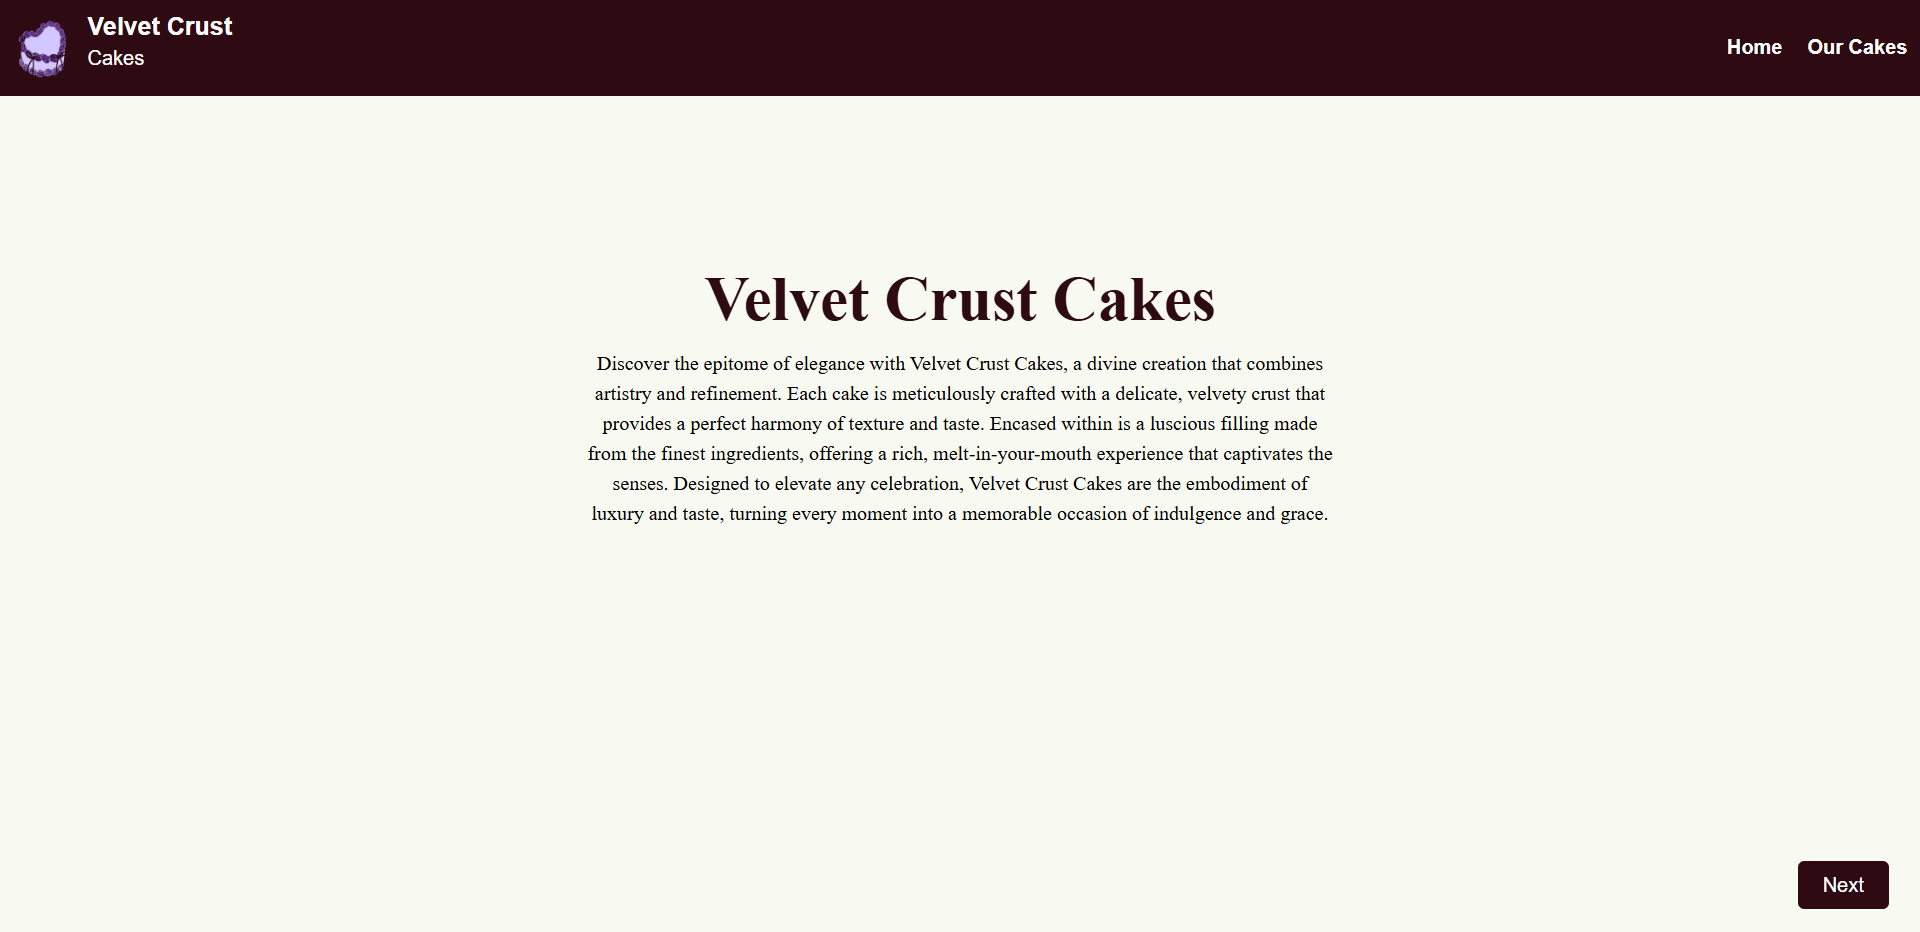 Velvet Crust
Cakes
Home
Our Cakes
Velvet Crust Cakes
Discover the epitome of elegance with Velvet Crust Cakes, a divine creation that combines
artistry and refinement. Each cake is meticulously crafted with a delicate, velvety crust that
provides a perfect harmony of texture and taste. Encased within is a luscious filling made
from the finest ingredients, offering a rich, melt-in-your-mouth experience that captivates the
senses. Designed to elevate any celebration, Velvet Crust Cakes are the embodiment of
luxury and taste, turning every moment into a memorable occasion of indulgence and grace.
Next